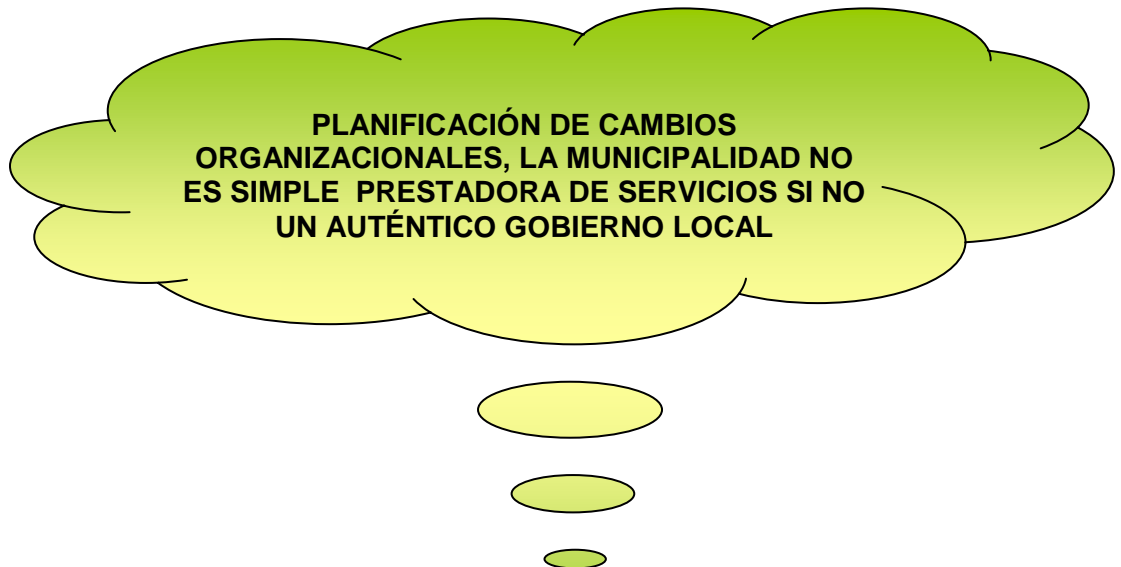 PLANIFICACIÓN DE CAMBIOS
ORGANIZACIONALES, LA MUNICIPALIDAD NO
ES SIMPLE  PRESTADORA DE SERVICIOS SI NO
UN AUTÉNTICO GOBIERNO LOCAL